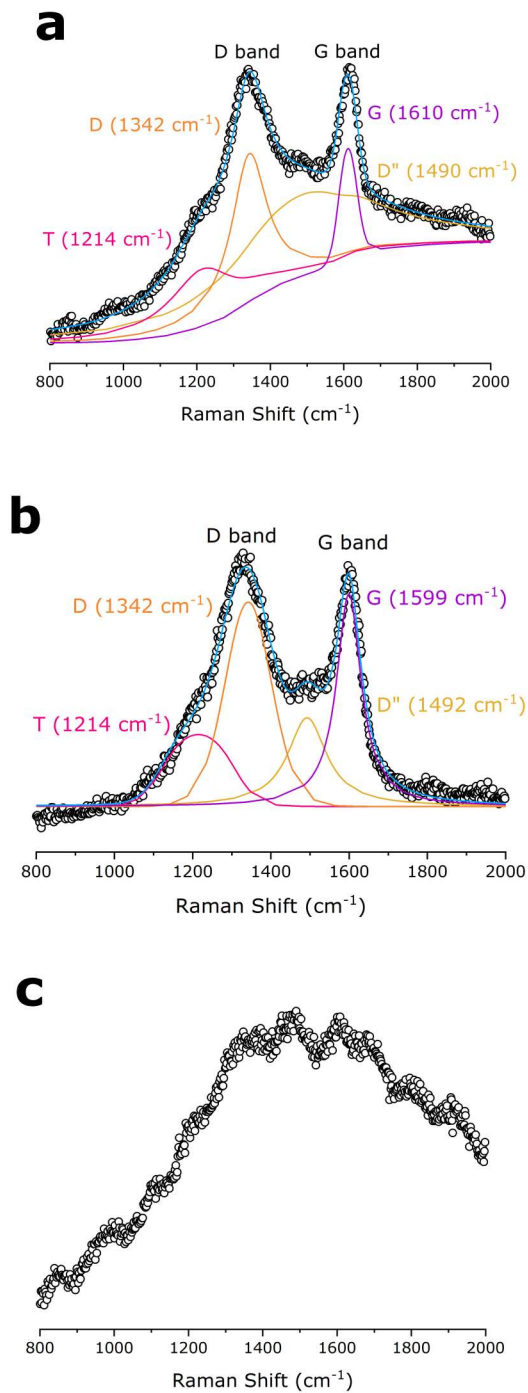 a
D band G band
D (1342 cm⁻¹)
G (1610 cm⁻¹)
D" (1490 cm⁻¹)
T (1214 cm⁻¹)
800 1000 1200 1400 1600 1800 2000
Raman Shift (cm⁻¹)
b
D band G band
D (1342 cm⁻¹)
G (1599 cm⁻¹)
D" (1492 cm⁻¹)
T (1214 cm⁻¹)
800 1000 1200 1400 1600 1800 2000
Raman Shift (cm⁻¹)
c
800 1000 1200 1400 1600 1800 2000
Raman Shift (cm⁻¹)